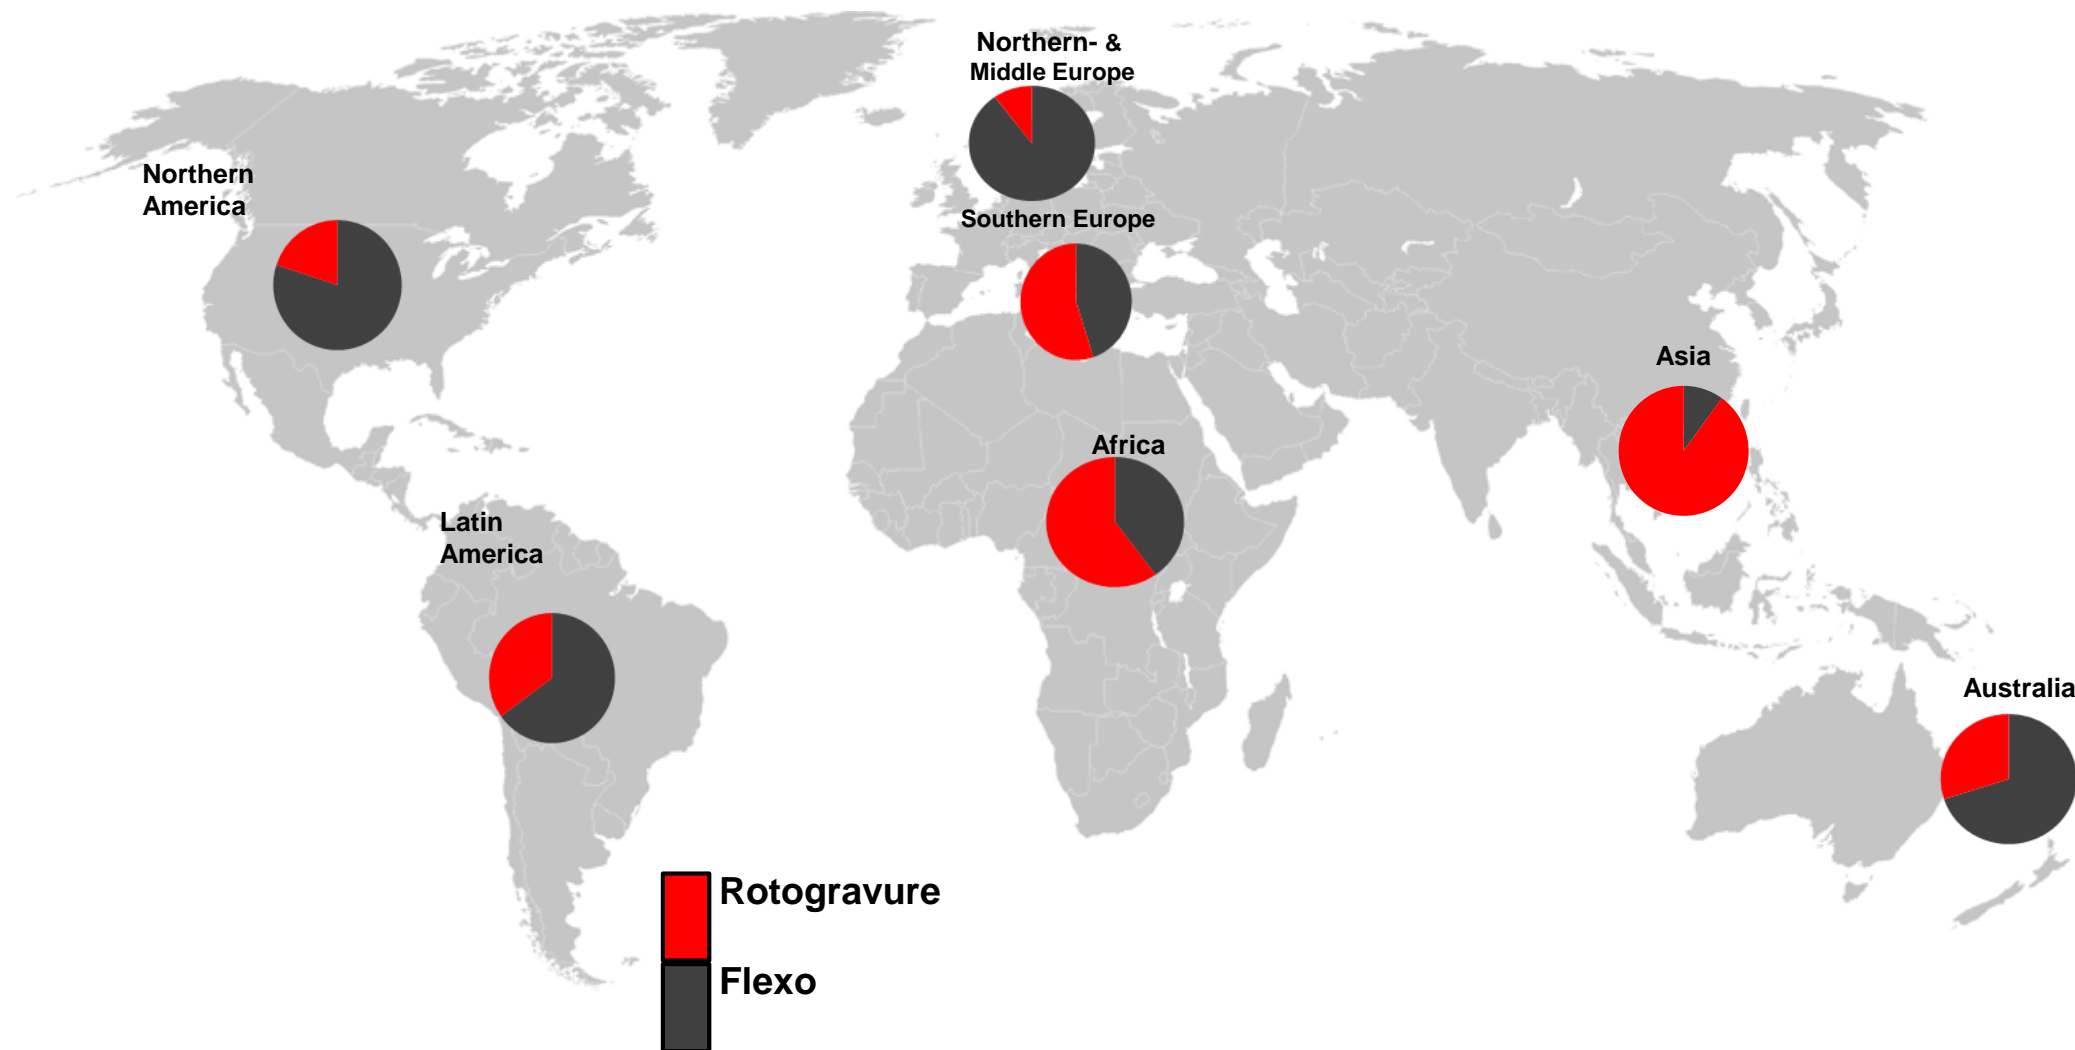 Northern- &
Middle Europe
Northern
America
Southern Europe
Asia
Africa
Latin
America
Australia
Rotogravure
Flexo